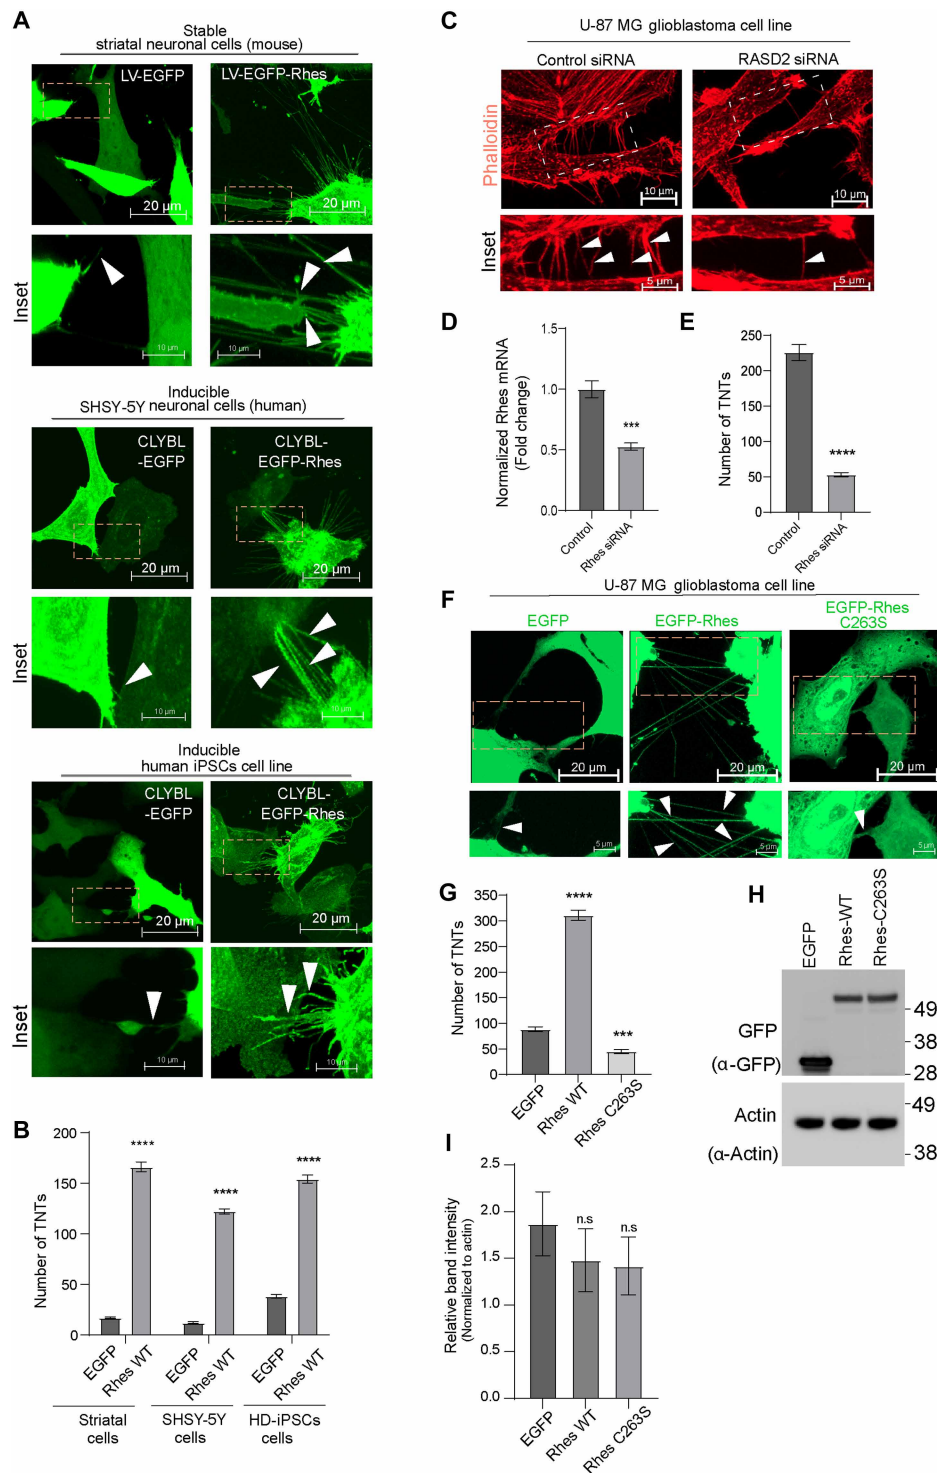 A
Stable
striatal neuronal cells (mouse)
LV-EGFP
LV-EGFP-Rhes
20 μm
20 μm
Inset
10 μm
10 μm
Inducible
SHSY-5Y neuronal cells (human)
CLYBL
-EGFP
CLYBL-
EGFP-Rhes
20 μm
20 μm
Inset
10 μm
10 μm
Inducible
human iPSCs cell line
CLYBL
-EGFP
CLYBL-
EGFP-Rhes
20 μm
20 μm
Inset
10 μm
10 μm
B
Number of TNTs
200
150
100
50
0
****
****
****
EGFP
Rhes WT
EGFP
Rhes WT
EGFP
Rhes WT
Striatal
cells
SHSY-5Y
cells
HD-iPSCs
cells
C
U-87 MG glioblastoma cell line
Control siRNA
RASD2 siRNA
Phalloidin
10 μm
10 μm
Inset
5 μm
5 μm
D
Normalized Rhes mRNA
(Fold change)
1.5
1.0
0.5
0.0
***
Control
Rhes siRNA
E
Number of TNTs
250
200
150
100
50
0
****
Control
Rhes siRNA
F
U-87 MG glioblastoma cell line
EGFP
EGFP-Rhes
EGFP-Rhes
C263S
20 μm
20 μm
20 μm
5 μm
5 μm
5 μm
G
Number of TNTs
350
300
250
200
150
100
50
0
****
***
EGFP
Rhes WT
Rhes C263S
H
EGFP
Rhes-WT
Rhes-C263S
GFP
(α-GFP)
49
38
28
Actin
(α-Actin)
49
38
I
Relative band intensity
(Normalized to actin)
2.5
2.0
1.5
1.0
0.5
0.0
n.s
n.s
EGFP
Rhes WT
Rhes C263S